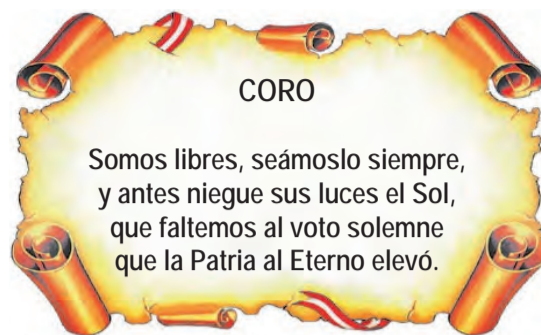 CORO
Somos libres, seámoslo siempre,
y antes niegue sus luces el Sol,
que faltemos al voto solemne
que la Patria al Eterno elevó.